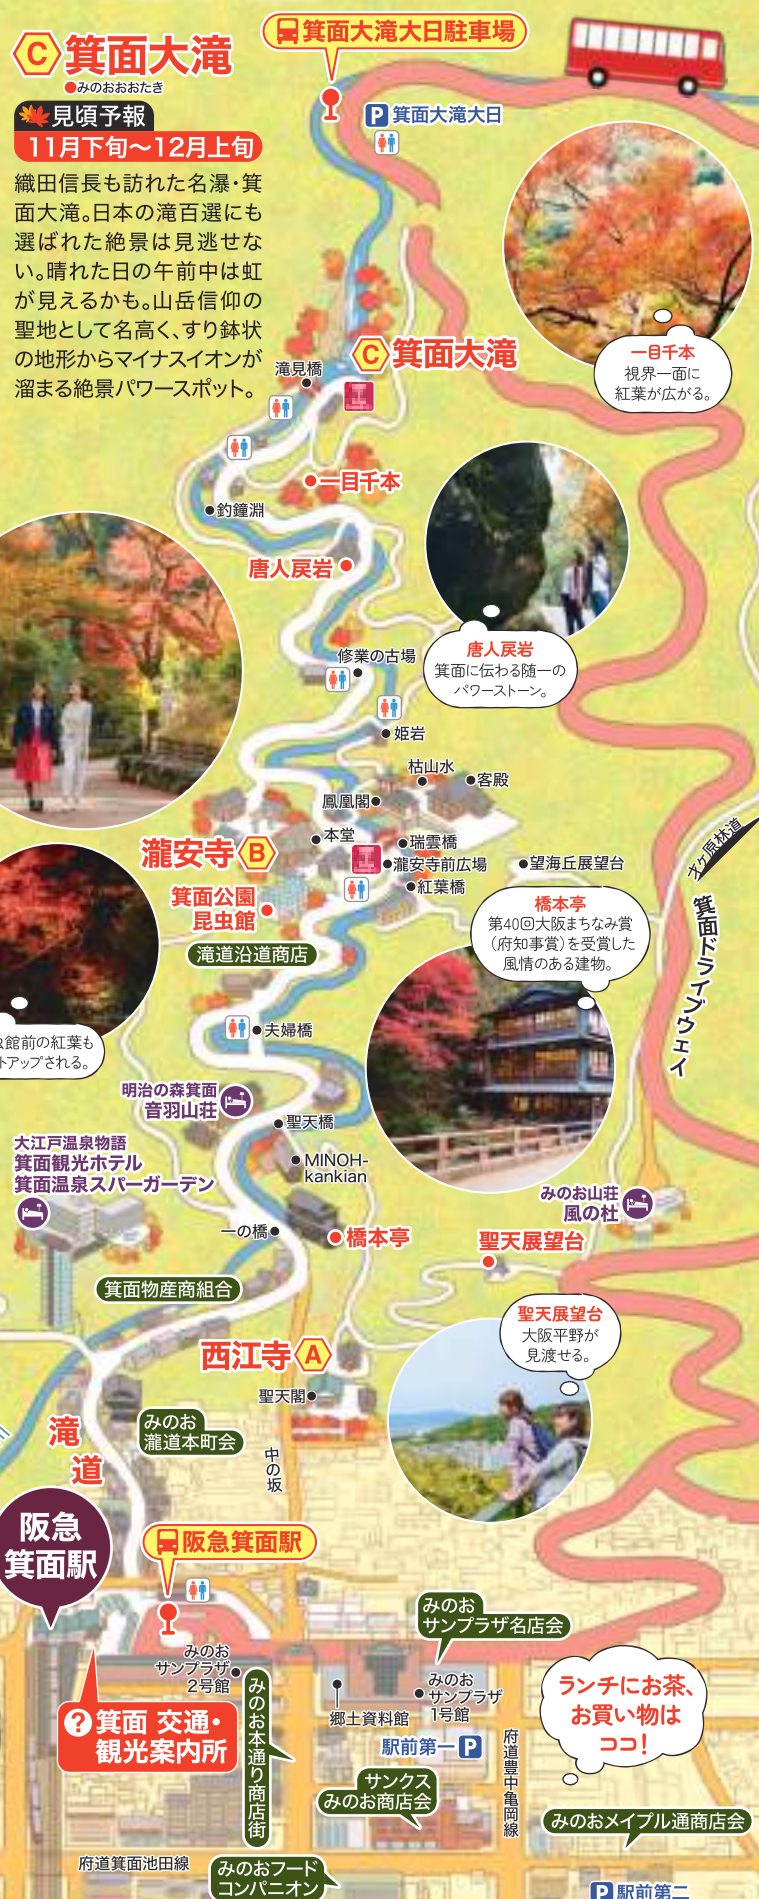 箕面大滝大日駐車場
C 箕面大滝
●みのおおおたき
見頃予報
11月下旬〜12月上旬
織田信長も訪れた名瀑・箕
面大滝。日本の滝百選にも
選ばれた絶景は見逃せな
い。晴れた日の午前中は虹
が見えるかも。山岳信仰の
聖地として名高く、すり鉢状
の地形からマイナスイオンが
溜まる絶景パワースポット。
P 箕面大滝大日
C 箕面大滝
滝見橋
一目千本
視界一面に
紅葉が広がる。
一目千本
釣鐘淵
唐人戻岩
唐人戻岩
箕面に伝わる随一の
パワーストーン。
修業の古場
姫岩
枯山水
客殿
鳳凰閣
本堂
瑞雲橋
瀧安寺 B
瀧安寺前広場
望海丘展望台
紅葉橋
才ヶ原林道
箕面公園
昆虫館
橋本亭
第40回大阪まちなみ賞
(府知事賞)を受賞した
風情のある建物。
箕面ドライブウェイ
滝沿道商店
夫婦橋
虫館前の紅葉も
トアップされる。
明治の森箕面
音羽山荘
聖天橋
大江戸温泉物語
箕面観光ホテル
箕面温泉スパーガーデン
MINOH-
kankian
みのお山荘
風の杜
一の橋
橋本亭
聖天展望台
箕面物産商組合
聖天展望台
大阪平野が
見渡せる。
西江寺 A
聖天閣
みのお
瀧道本町会
滝道
中の坂
阪急
箕面駅
阪急箕面駅
みのお
サンプラザ名店会
みのお
サンプラザ
2号館
みのお本通り商店街
郷土資料館
みのお
サンプラザ
1号館
ランチにお茶、
お買い物は
ココ!
? 箕面 交通・
観光案内所
駅前第一 P
府道豊中亀岡線
サンクス
みのお商店会
みのおメイプル通商店会
府道箕面池田線
みのおフード
コンパニオン
P 駅前第二